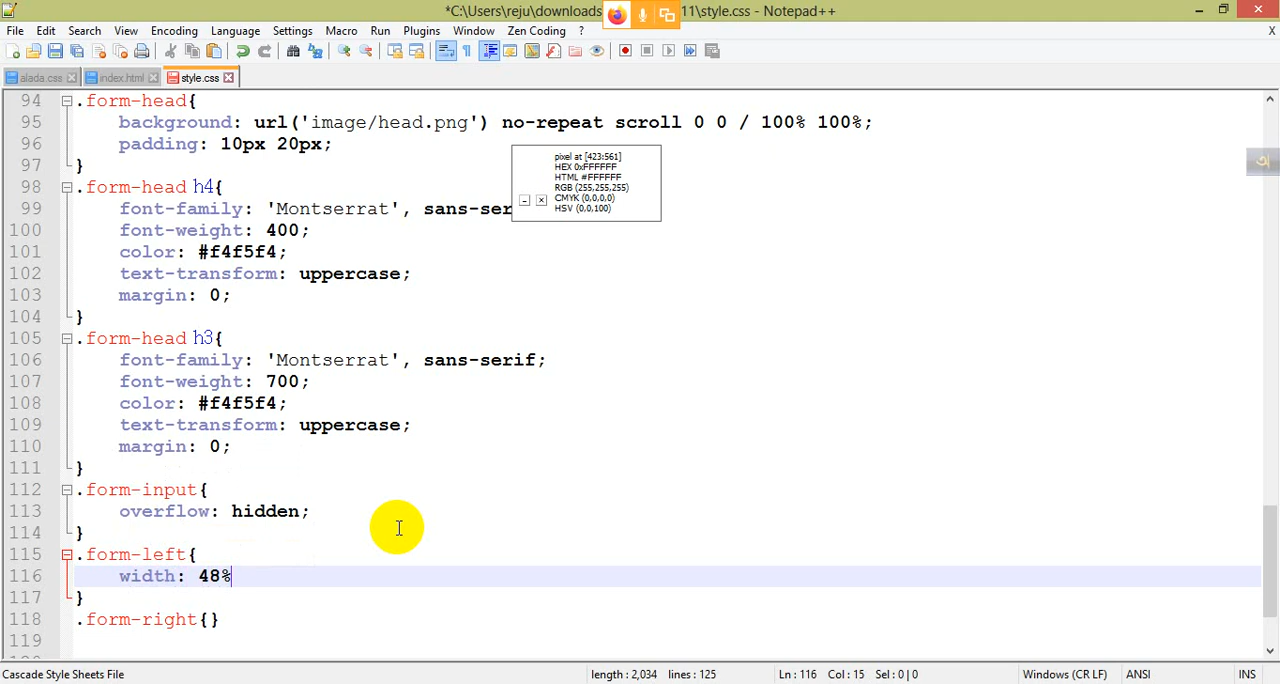 *C:\Users\reju\downloads 11\style.css - Notepad++
File Edit Search View Encoding Language Settings Macro Run Plugins Window Zen Coding ? X
alada.css index.html style.css
94 .form-head{
95 background: url('image/head.png') no-repeat scroll 0 0 / 100% 100%;
96 padding: 10px 20px;
97 }
98 .form-head h4{
99 font-family: 'Montserrat', sans-ser
100 font-weight: 400;
101 color: #f4f5f4;
102 text-transform: uppercase;
103 margin: 0;
104 }
105 .form-head h3{
106 font-family: 'Montserrat', sans-serif;
107 font-weight: 700;
108 color: #f4f5f4;
109 text-transform: uppercase;
110 margin: 0;
111 }
112 .form-input{
113 overflow: hidden;
114 }
115 .form-left{
116 width: 48%
117 }
118 .form-right{}
119
pixel at [423:561]
HEX 0xFFFFFF
HTML #FFFFFF
RGB (255,255,255)
CMYK (0,0,0,0)
HSV (0,0,100)
অ
Cascade Style Sheets File length : 2,034 lines : 125 Ln : 116 Col : 15 Sel : 0 | 0 Windows (CR LF) ANSI INS